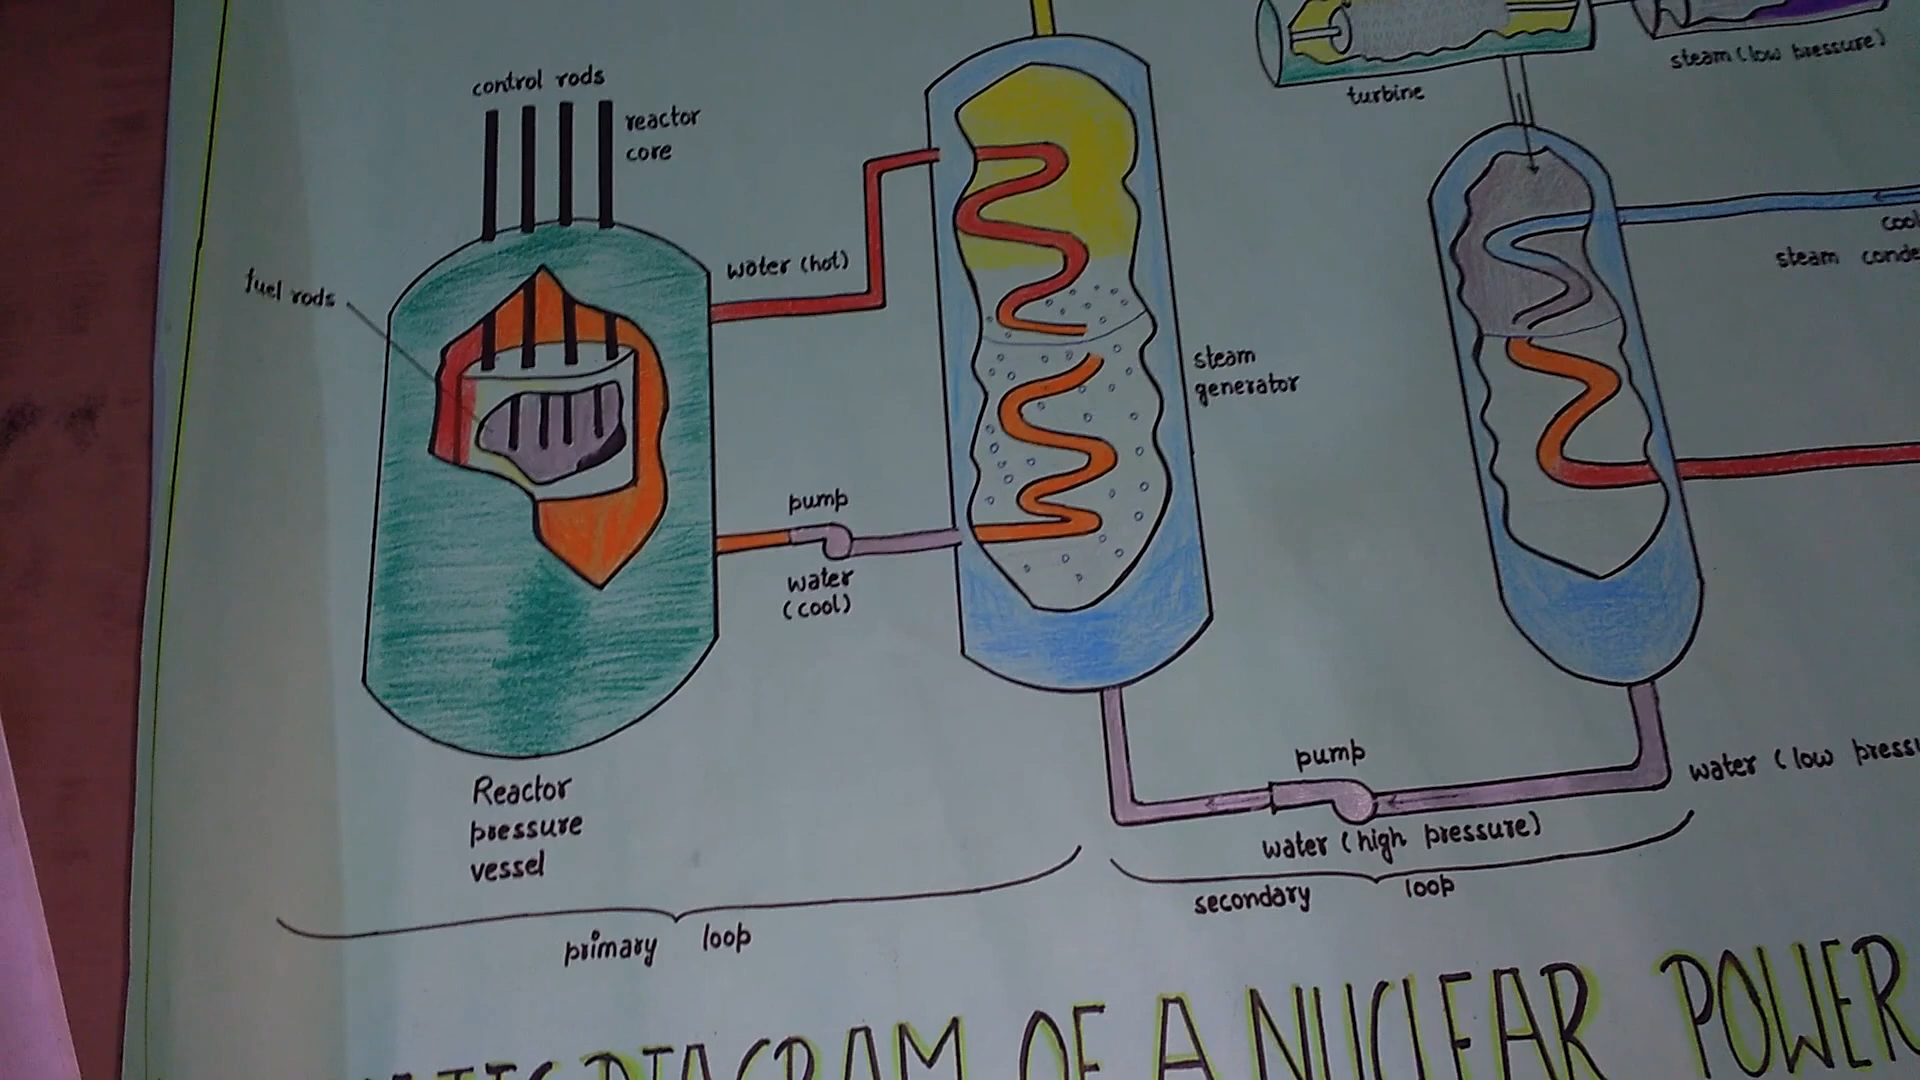 control rods
reactor
core
fuel rods
water (hot)
pump
water
(cool)
Reactor
pressure
vessel
primary loop
steam
generator
turbine
steam (low pressure)
steam
pump
water (high pressure)
water (low
secondary loop
DIAGRAM OF A NUCLEAR POWER